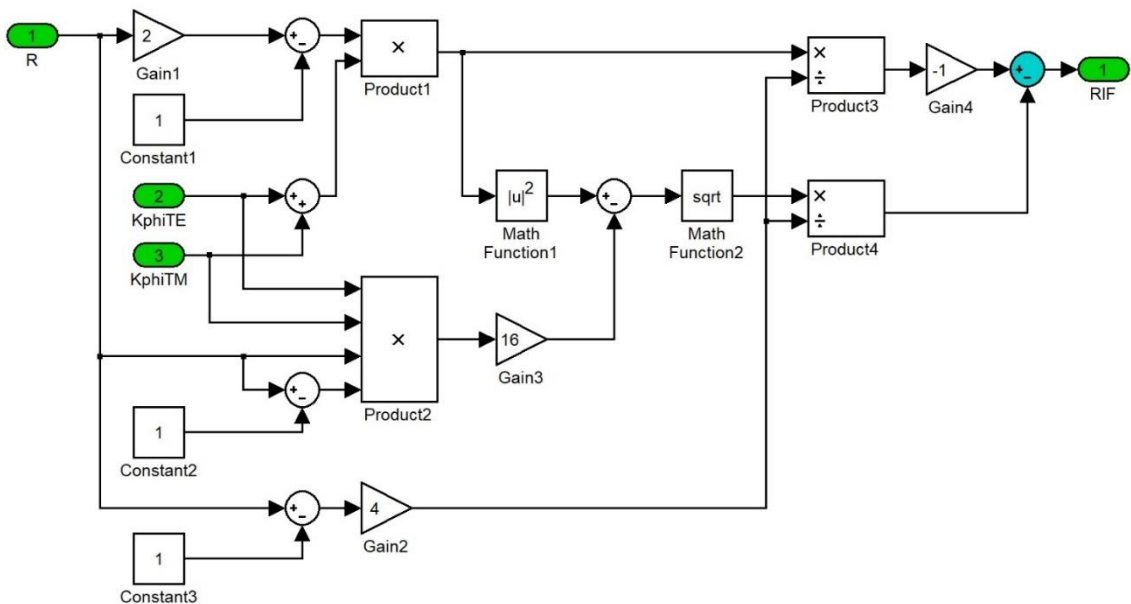 1
R
2
Gain1
+
-
×
Product1
1
Constant1
2
KphiTE
+
+
3
KphiTM
×
Product2
+
-
1
Constant2
16
Gain3
|u|²
Math
Function1
+
-
sqrt
Math
Function2
+
-
1
Constant3
4
Gain2
×
÷
Product3
-1
Gain4
+
-
1
RIF
×
÷
Product4